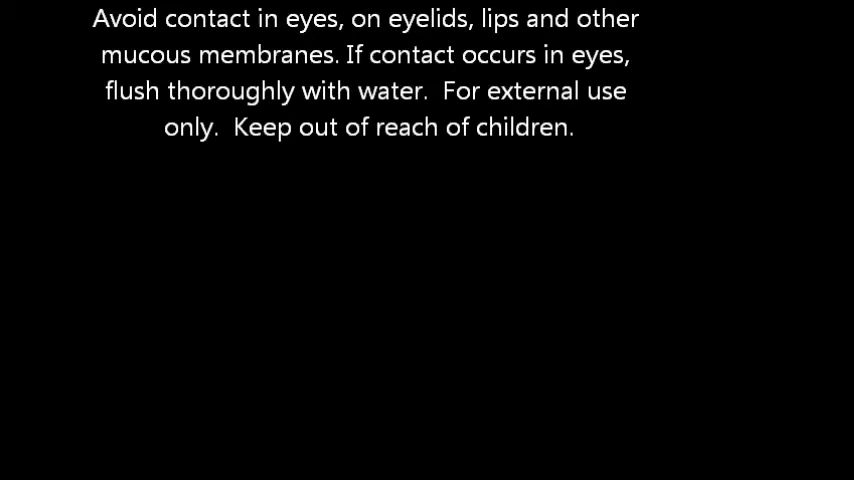 Avoid contact in eyes, on eyelids, lips and other
mucous membranes. If contact occurs in eyes,
flush thoroughly with water.  For external use
only.  Keep out of reach of children.